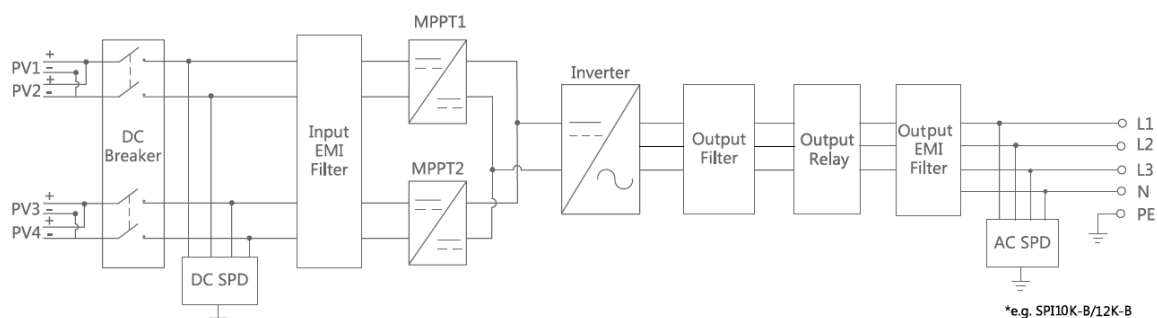 MPPT1
+
PV1
-
+
PV2
-
DC
Breaker
Input
EMI
Filter
Inverter
Output
Filter
Output
Relay
Output
EMI
Filter
L1
L2
L3
N
PE
MPPT2
+
PV3
-
+
PV4
-
DC SPD
AC SPD
*e.g. SPI10K-B/12K-B